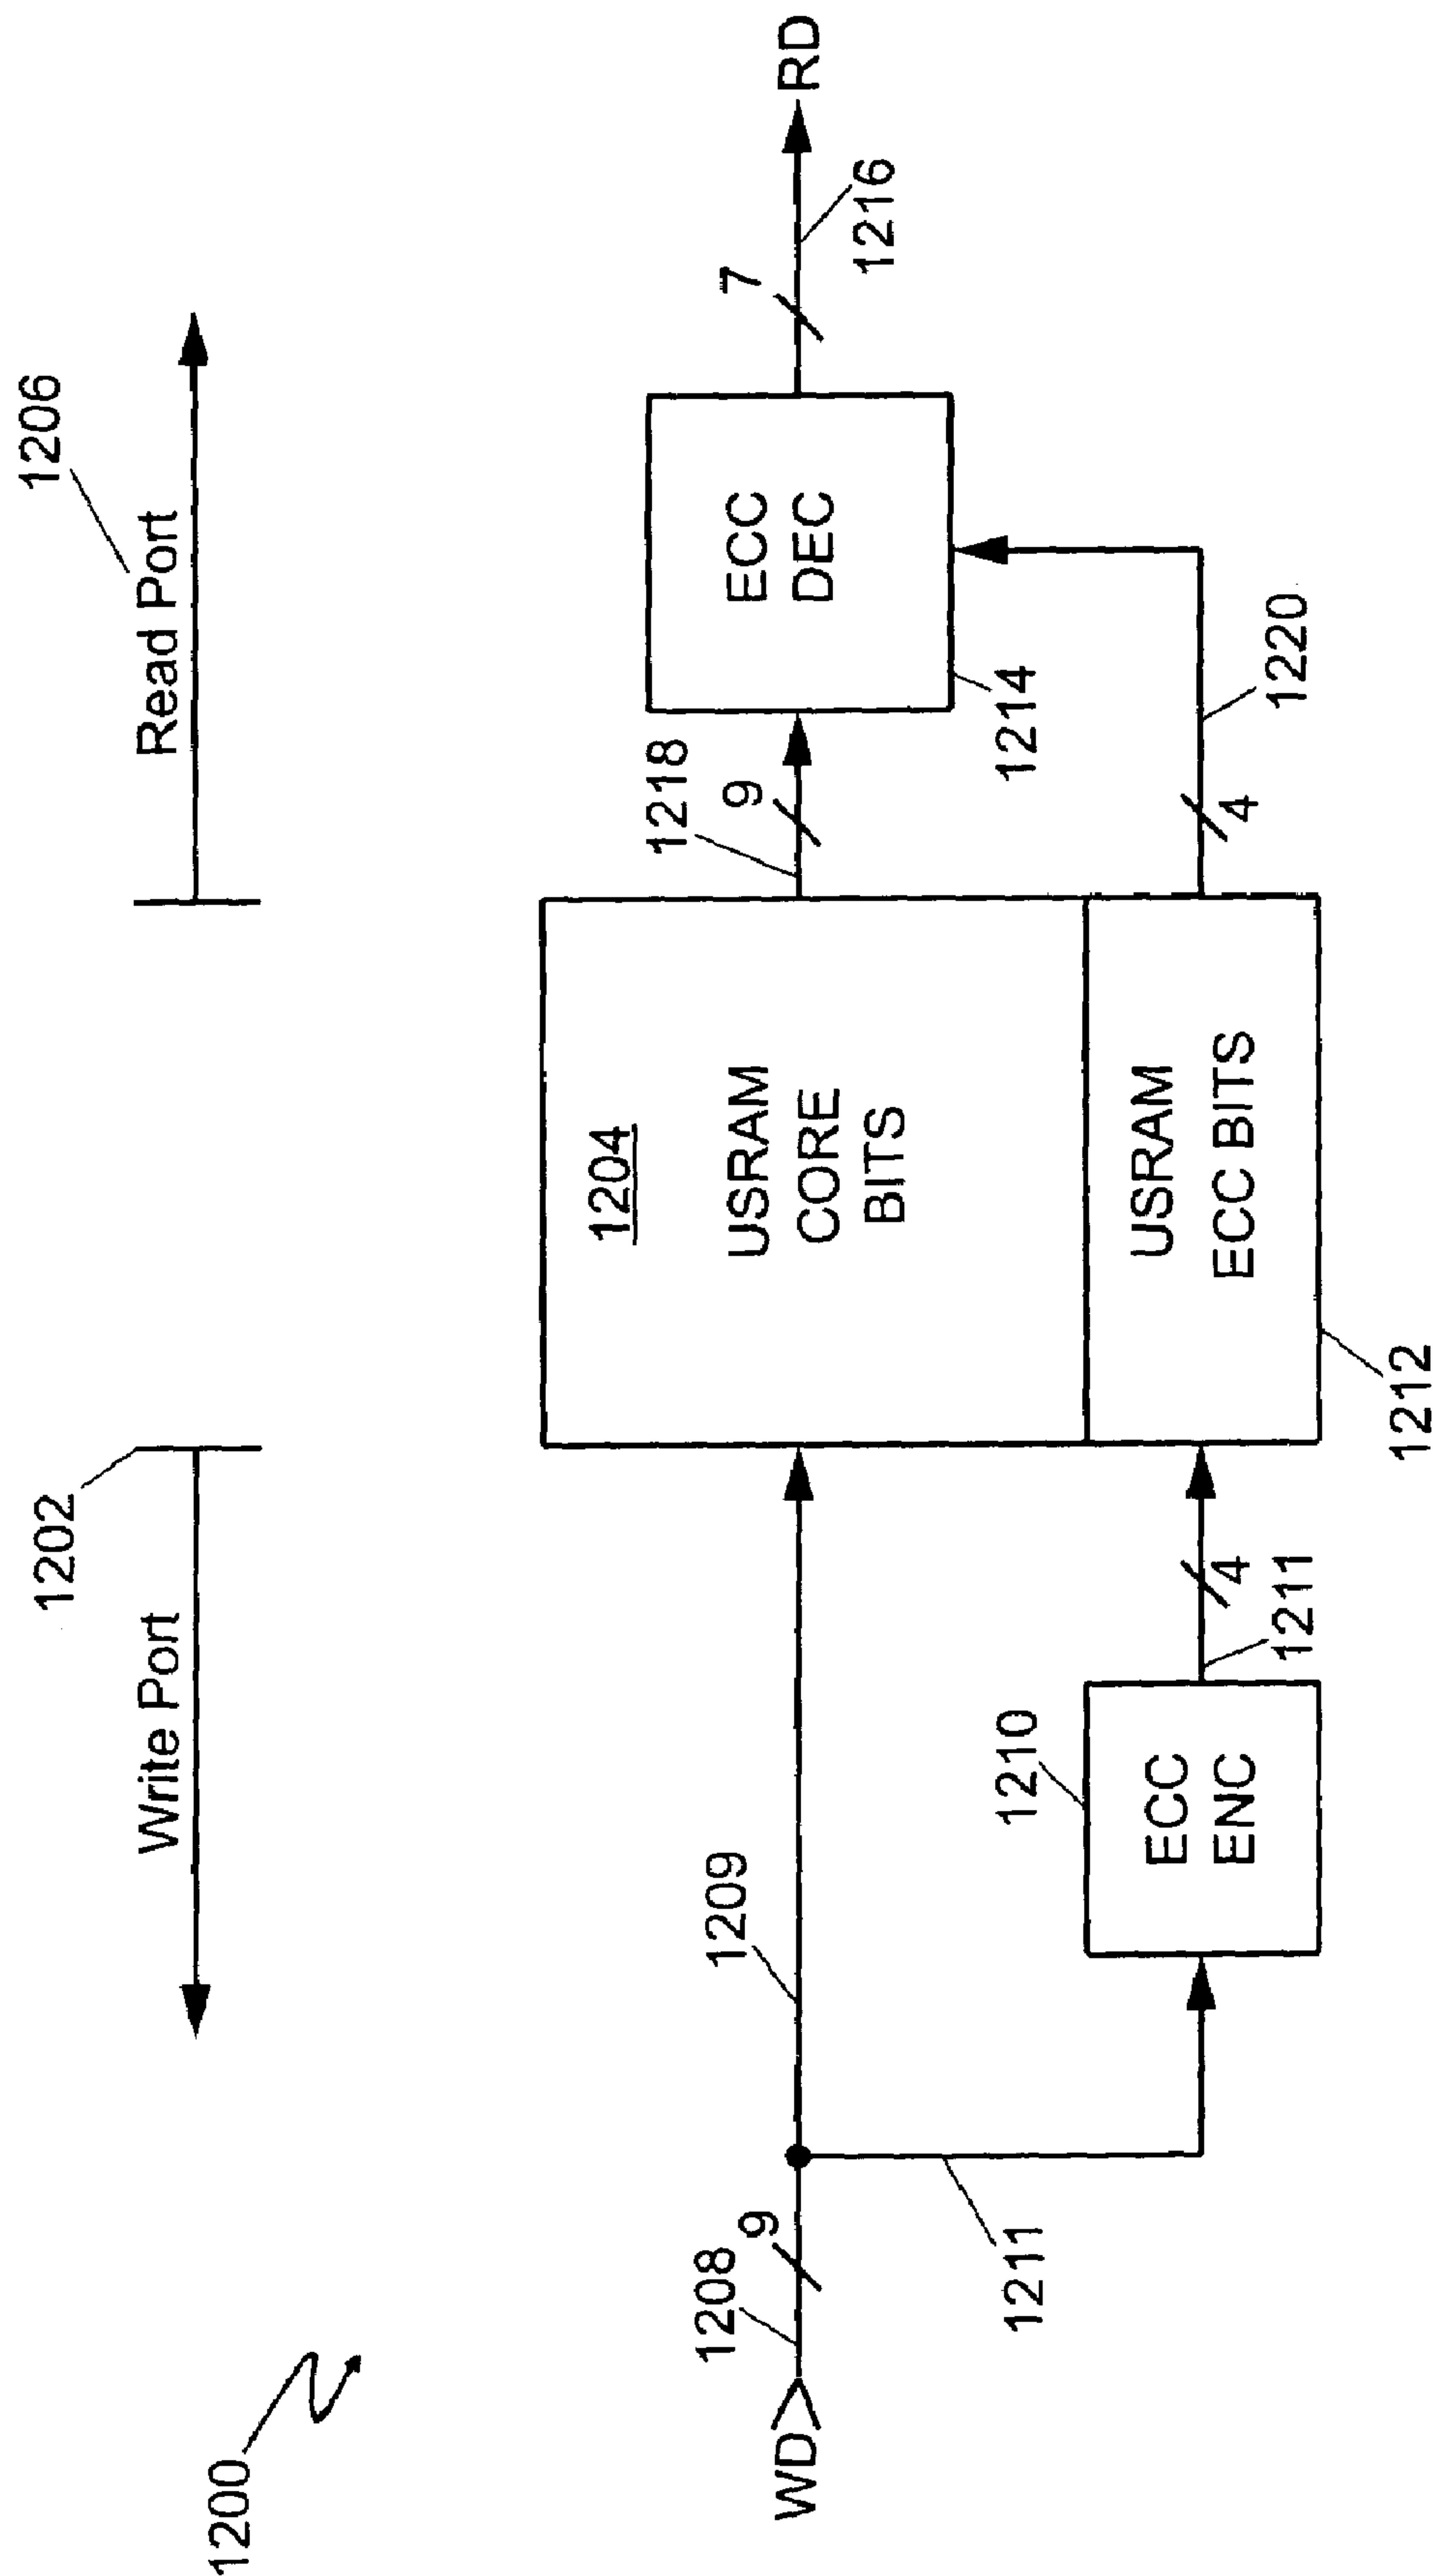 1200
Write Port
1202
Read Port
1206
WD
1208
9
1209
1211
ECC
ENC
1210
4
1211
1204
USRAM
CORE
BITS
USRAM
ECC BITS
1212
1218
9
4
1220
ECC
DEC
1214
7
1216
RD